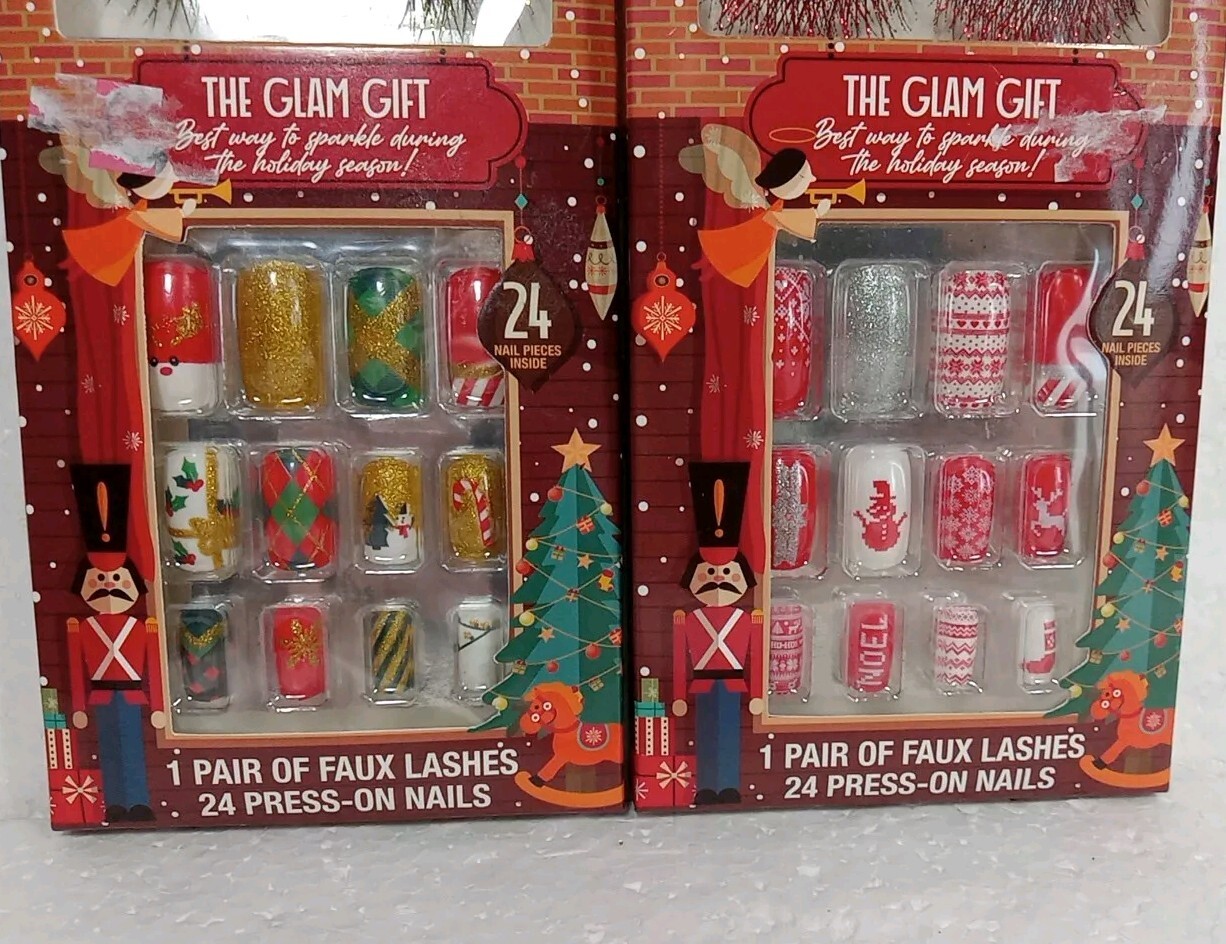 THE GLAM GIFT
Best way to sparkle during
the holiday season!
24
NAIL PIECES
INSIDE
1 PAIR OF FAUX LASHES
24 PRESS-ON NAILS
THE GLAM GIFT
Best way to sparkle during
the holiday season!
24
NAIL PIECES
INSIDE
HO-HO
NOEL
1 PAIR OF FAUX LASHES
24 PRESS-ON NAILS